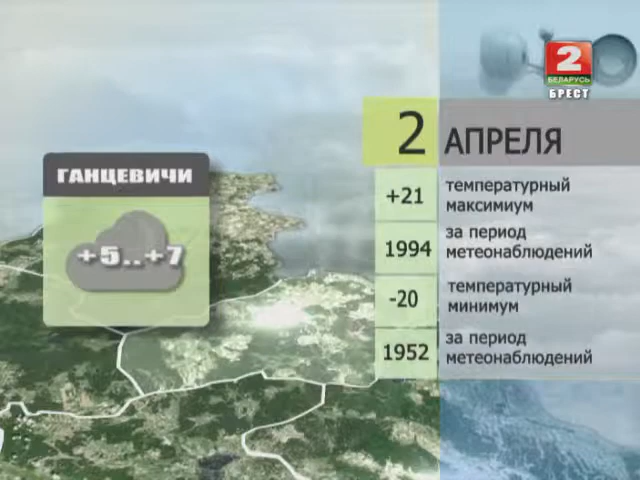 2
БЕЛАРУСЬ
БРЕСТ
2 АПРЕЛЯ
ГАНЦЕВИЧИ
+5..+7
+21 температурный
максимиум
1994 за период
метеонаблюдений
-20 температурный
минимум
1952 за период
метеонаблюдений